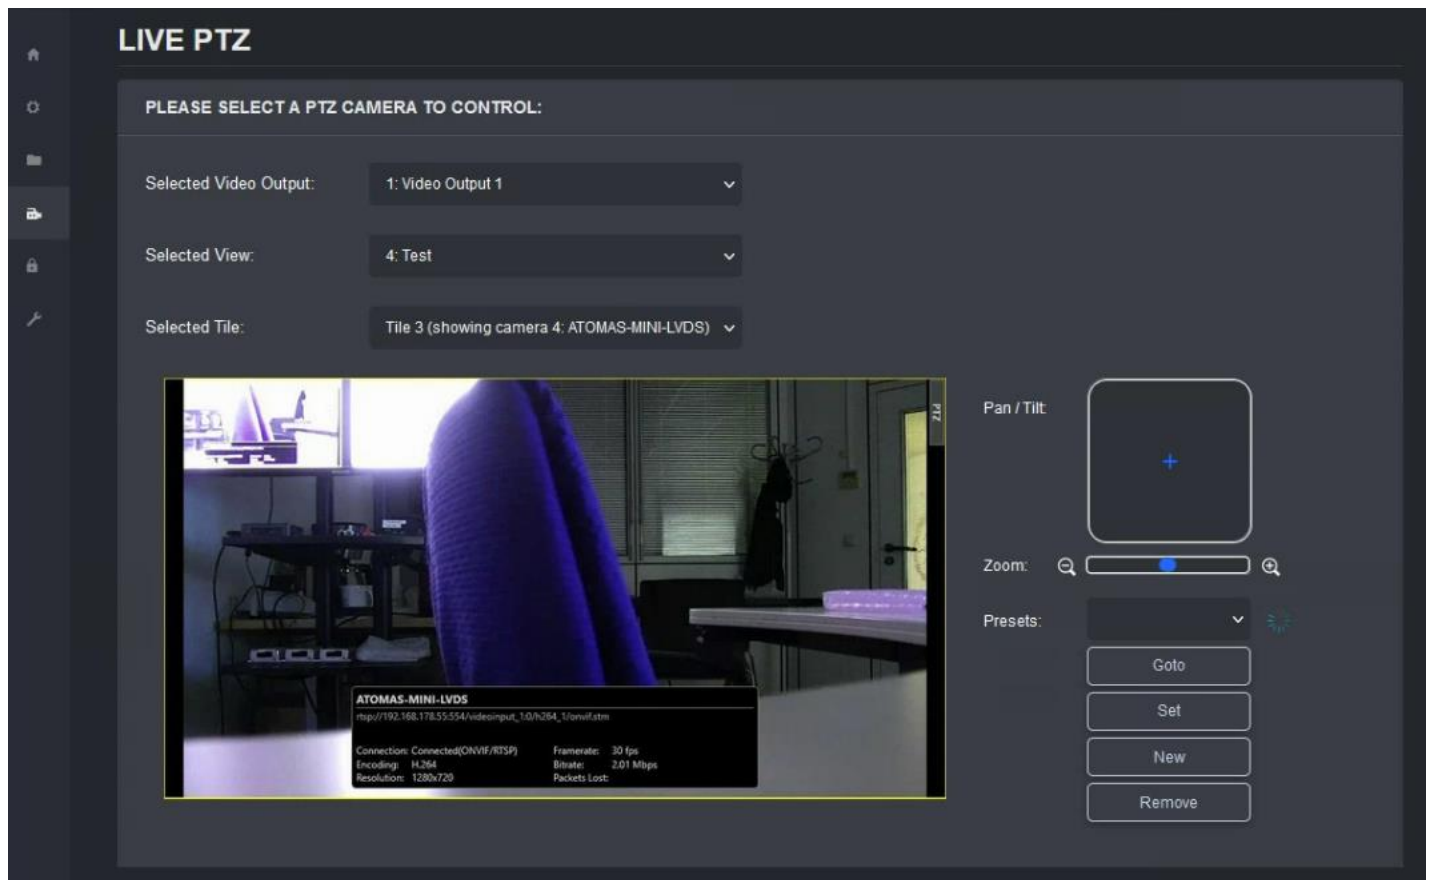 LIVE PTZ
PLEASE SELECT A PTZ CAMERA TO CONTROL:
Selected Video Output: 1: Video Output 1
Selected View: 4: Test
Selected Tile: Tile 3 (showing camera 4: ATOMAS-MINI-LVDS)
PTZ
Pan / Tilt:
Zoom:
Presets:
Goto
Set
New
Remove
ATOMAS-MINI-LVDS
rtsp://192.168.178.55:554/videoinput_1:0/h264_1/onvif.stm
Connection: Connected(ONVIF/RTSP) Framerate: 30 fps
Encoding: H.264 Bitrate: 2.01 Mbps
Resolution: 1280x720 Packets Lost: